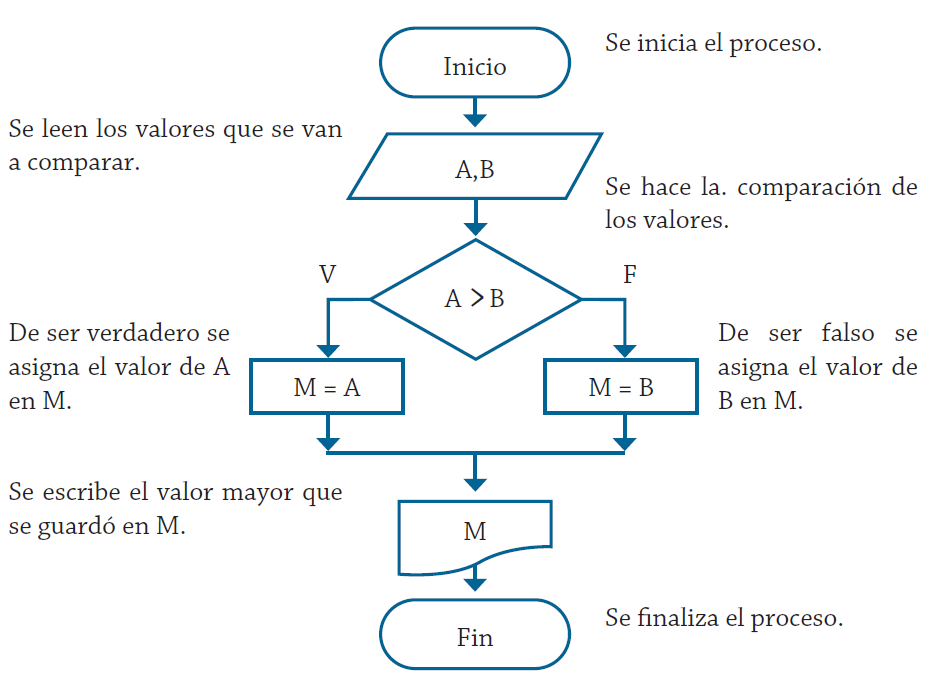 Inicio
Se inicia el proceso.
Se leen los valores que se van
a comparar.
A,B
Se hace la. comparación de
los valores.
V
F
A > B
De ser verdadero se
asigna el valor de A
en M.
M = A
M = B
De ser falso se
asigna el valor de
B en M.
Se escribe el valor mayor que
se guardó en M.
M
Fin
Se finaliza el proceso.